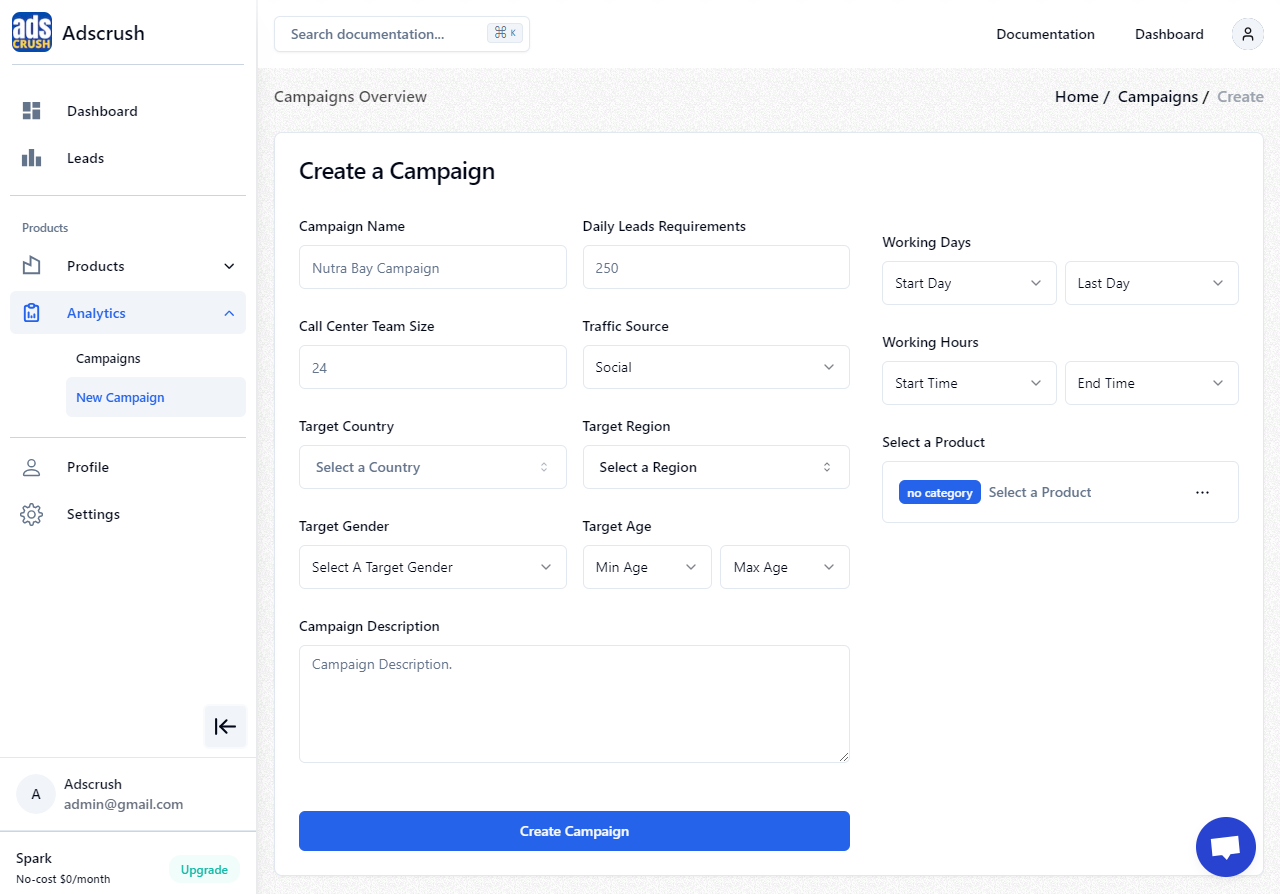 ads
CRUSH
Adscrush
Dashboard
Leads
Products
Products
Analytics
Campaigns
New Campaign
Profile
Settings
A
Adscrush
admin@gmail.com
Spark
No-cost $0/month
Upgrade
Search documentation...
⌘ K
Documentation
Dashboard
Campaigns Overview
Home / Campaigns / Create
Create a Campaign
Campaign Name
Nutra Bay Campaign
Daily Leads Requirements
250
Call Center Team Size
24
Traffic Source
Social
Target Country
Select a Country
Target Region
Select a Region
Target Gender
Select A Target Gender
Target Age
Min Age
Max Age
Campaign Description
Campaign Description.
Create Campaign
Working Days
Start Day
Last Day
Working Hours
Start Time
End Time
Select a Product
no category Select a Product